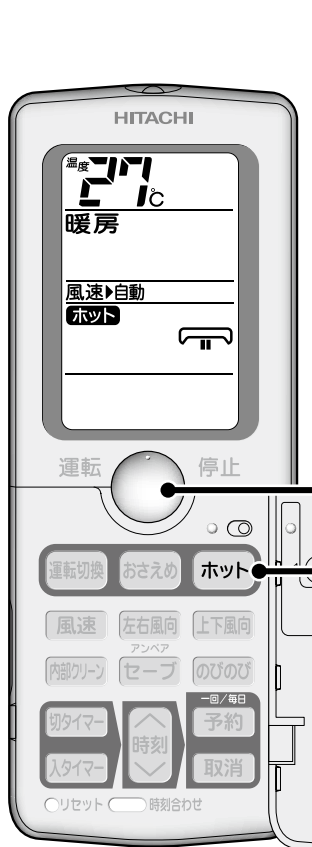 HITACHI
温度27℃
暖房
風速▶自動
ホット
運転 停止
運転切換 おさえめ ホット
風速 左右風向 上下風向
アンペア
内部クリーン セーブ のびのび
一回/毎日
切タイマー 時刻 予約
入タイマー 取消
リセット 時刻合わせ